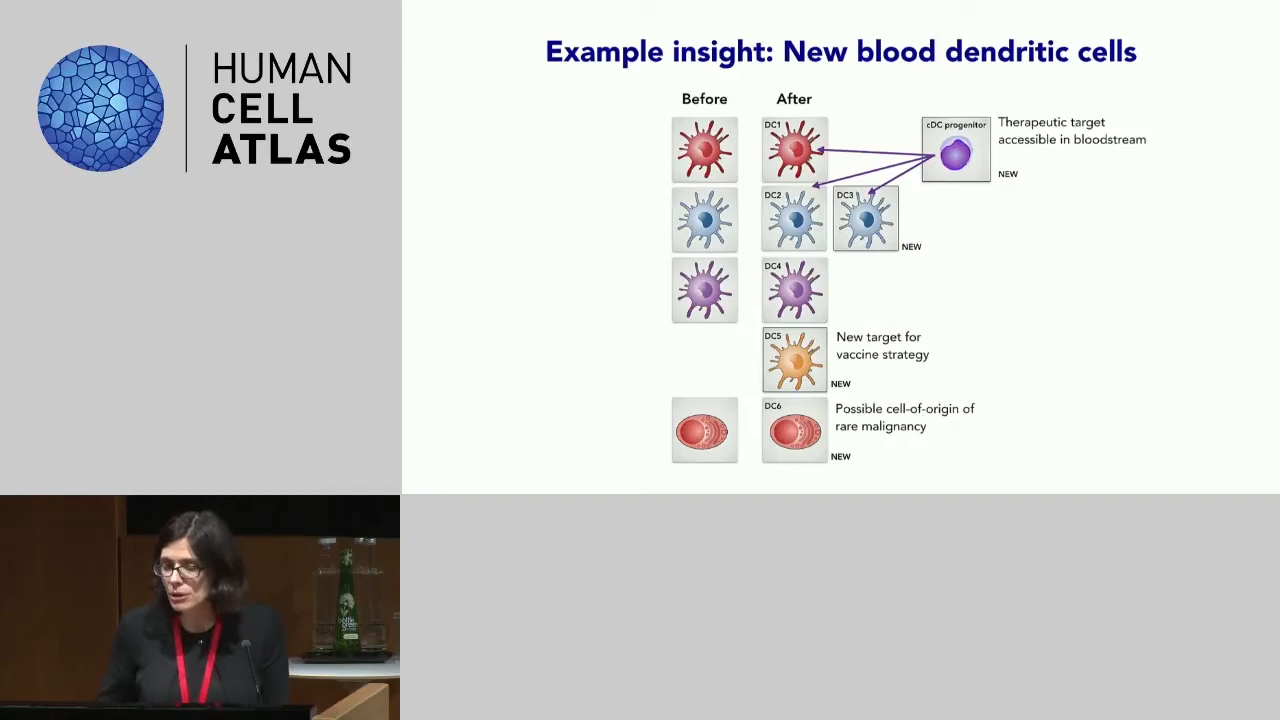 HUMAN
CELL
ATLAS
Example insight: New blood dendritic cells
Before
After
DC1
cDC progenitor
Therapeutic target
accessible in bloodstream
NEW
DC2
DC3
NEW
DC4
DC5
New target for
vaccine strategy
NEW
DC6
Possible cell-of-origin of
rare malignancy
NEW